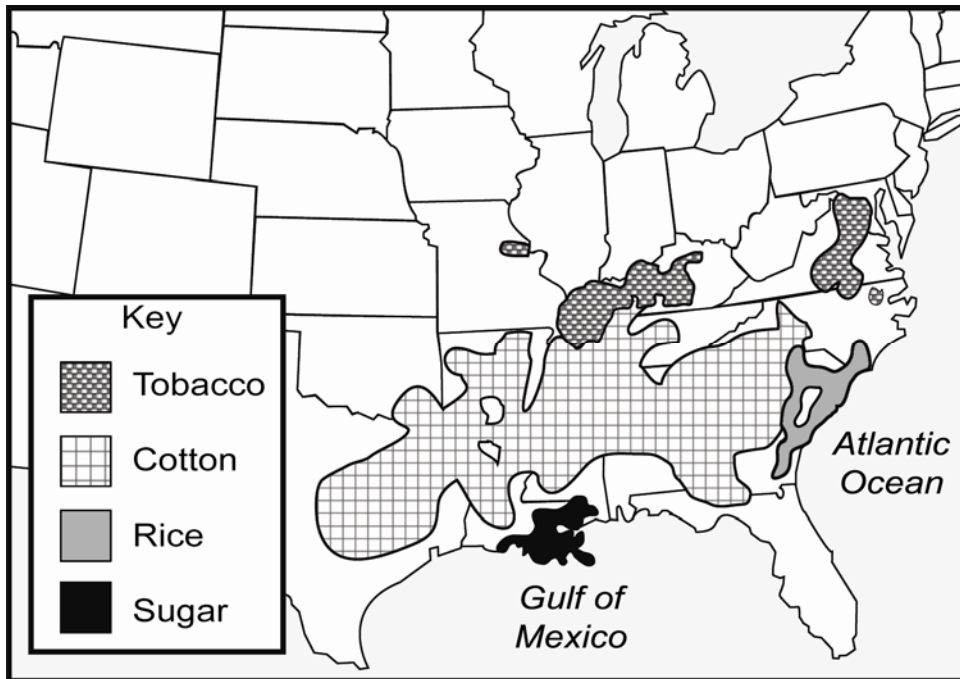 Key
Tobacco
Cotton
Rice
Sugar
Atlantic
Ocean
Gulf of
Mexico